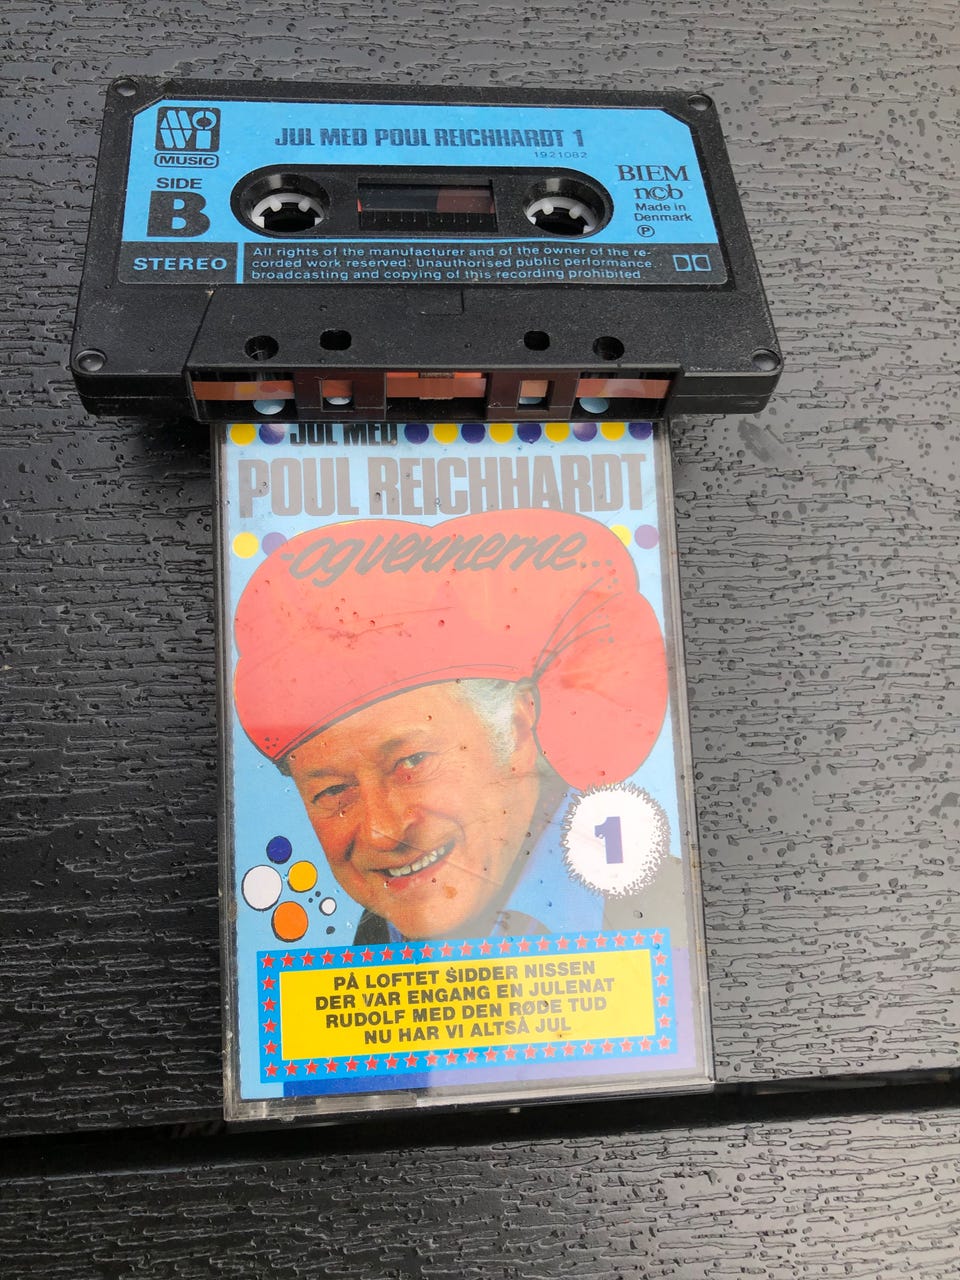 MOWI
MUSIC
JUL MED POUL REICHHARDT 1
1921082
SIDE
B
BIEM
ncb
Made in
Denmark
P
STEREO
All rights of the manufacturer and of the owner of the re-
corded work reserved. Unauthorised public performance.
broadcasting and copying of this recording prohibited.
JUL MED
POUL REICHHARDT
-og vennerne...
1
PÅ LOFTET SIDDER NISSEN
DER VAR ENGANG EN JULENAT
RUDOLF MED DEN RØDE TUD
NU HAR VI ALTSÅ JUL